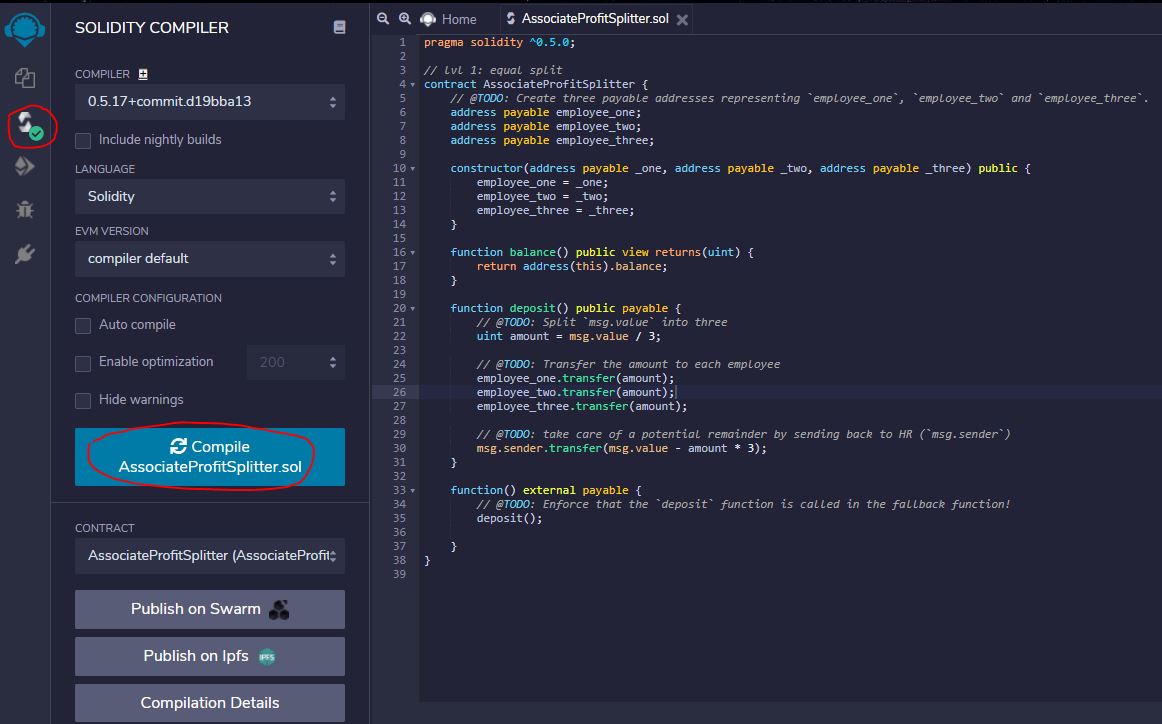 SOLIDITY COMPILER
COMPILER
0.5.17+commit.d19bba13
Include nightly builds
LANGUAGE
Solidity
EVM VERSION
compiler default
COMPILER CONFIGURATION
Auto compile
Enable optimization 200
Hide warnings
Compile
AssociateProfitSplitter.sol
CONTRACT
AssociateProfitSplitter (AssociateProfit
Publish on Swarm
Publish on Ipfs IPFS
Compilation Details
Home AssociateProfitSplitter.sol
1 pragma solidity ^0.5.0;
2
3 // lvl 1: equal split
4 contract AssociateProfitSplitter {
5 // @TODO: Create three payable addresses representing `employee_one`, `employee_two` and `employee_three`.
6 address payable employee_one;
7 address payable employee_two;
8 address payable employee_three;
9
10 constructor(address payable _one, address payable _two, address payable _three) public {
11 employee_one = _one;
12 employee_two = _two;
13 employee_three = _three;
14 }
15
16 function balance() public view returns(uint) {
17 return address(this).balance;
18 }
19
20 function deposit() public payable {
21 // @TODO: Split `msg.value` into three
22 uint amount = msg.value / 3;
23
24 // @TODO: Transfer the amount to each employee
25 employee_one.transfer(amount);
26 employee_two.transfer(amount);
27 employee_three.transfer(amount);
28
29 // @TODO: take care of a potential remainder by sending back to HR (`msg.sender`)
30 msg.sender.transfer(msg.value - amount * 3);
31 }
32
33 function() external payable {
34 // @TODO: Enforce that the `deposit` function is called in the fallback function!
35 deposit();
36
37 }
38 }
39